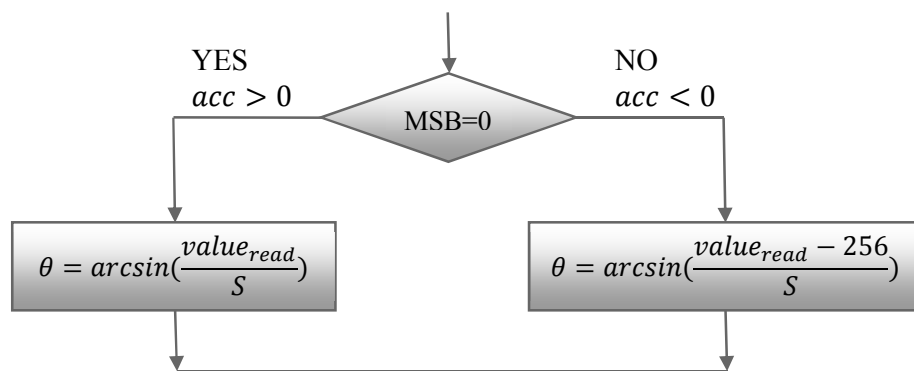 YES
acc > 0
NO
acc < 0
MSB=0
θ = arcsin(value_read / S)
θ = arcsin(value_read − 256 / S)